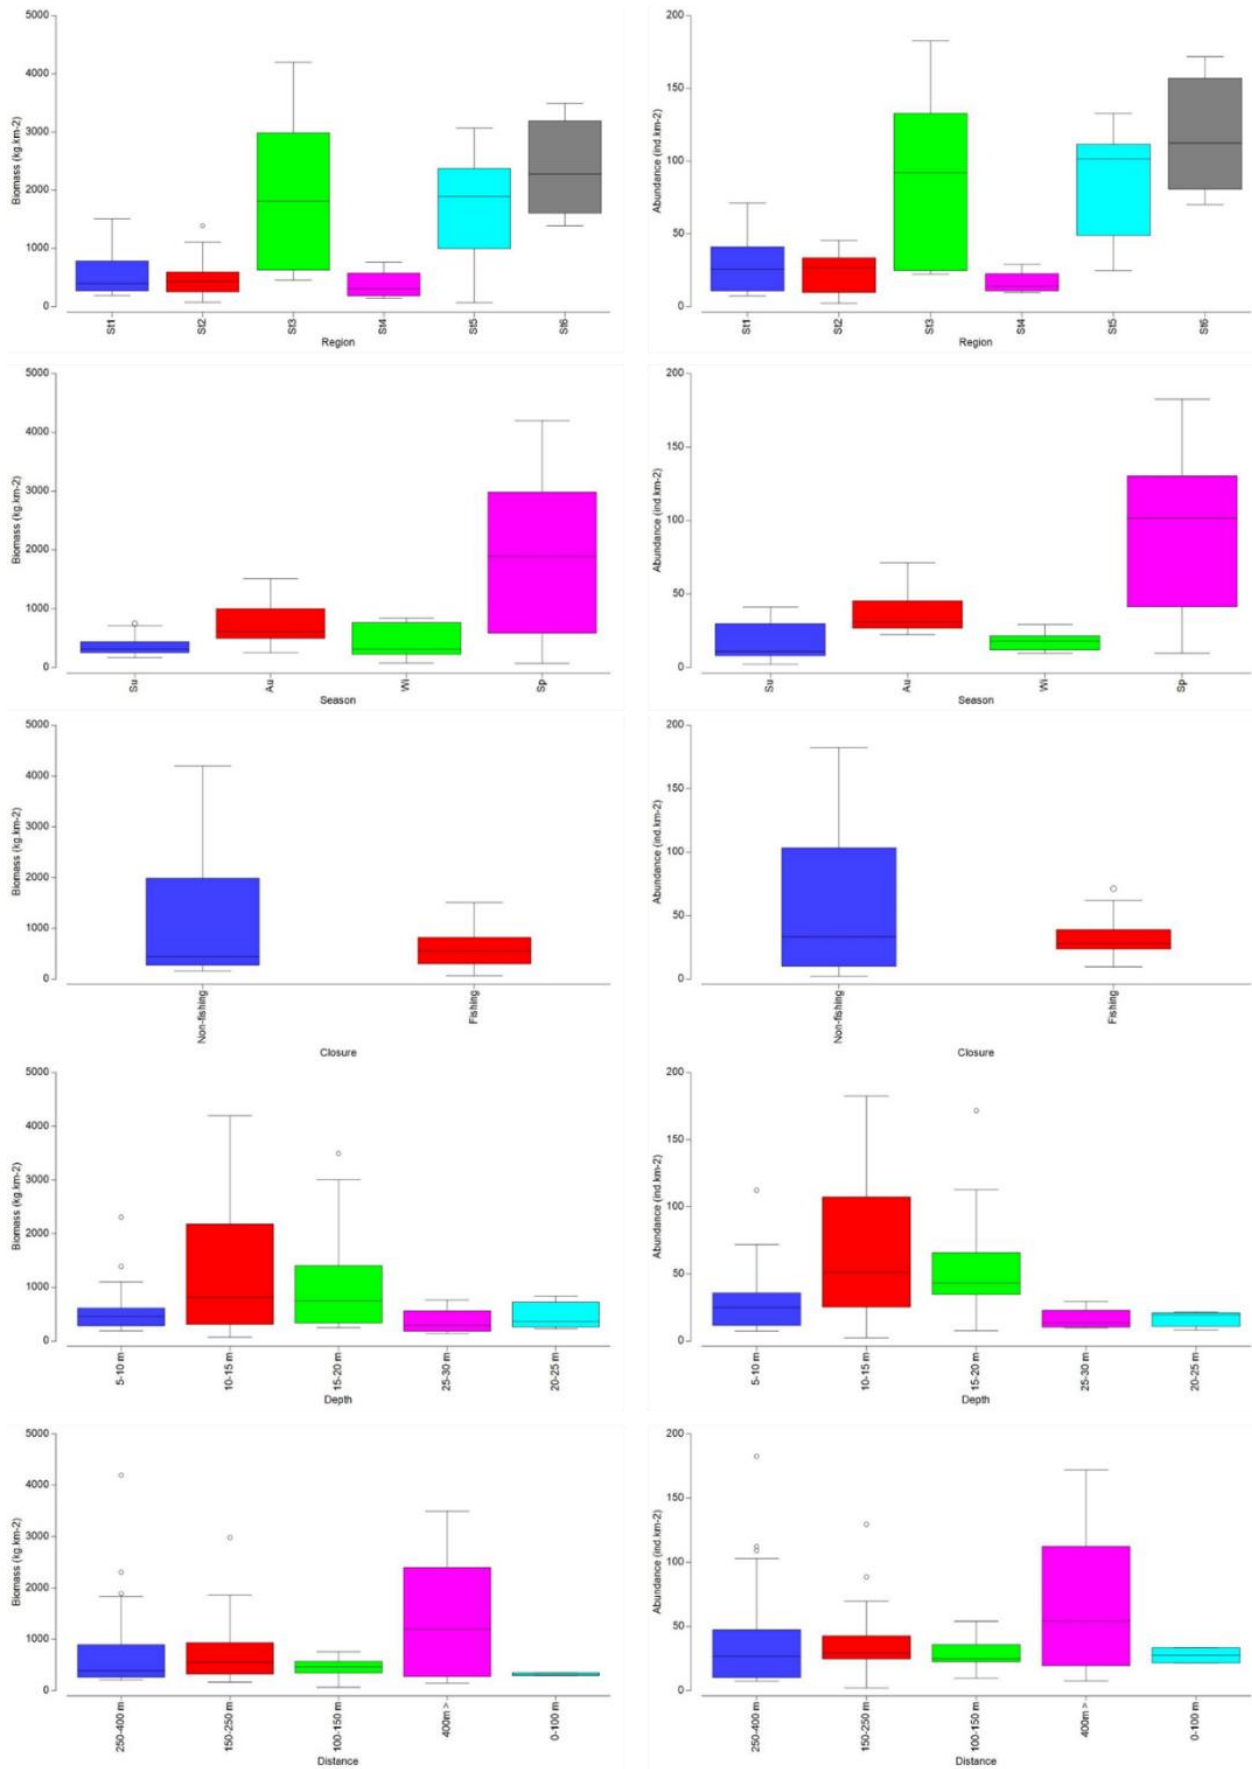 5000
4000
3000
2000
1000
0
Biomass (kg.km-2)
St1
St2
St3
St4
St5
St6
Region
200
150
100
50
0
Abundance (ind.km-2)
St1
St2
St3
St4
St5
St6
Region
5000
4000
3000
2000
1000
0
Biomass (kg.km-2)
Su
Au
Wi
Sp
Season
200
150
100
50
0
Abundance (ind.km-2)
Su
Au
Wi
Sp
Season
5000
4000
3000
2000
1000
0
Biomass (kg.km-2)
Non-fishing
Fishing
Closure
200
150
100
50
0
Abundance (ind.km-2)
Non-fishing
Fishing
Closure
5000
4000
3000
2000
1000
0
Biomass (kg.km-2)
5-10 m
10-15 m
15-20 m
25-30 m
20-25 m
Depth
200
150
100
50
0
Abundance (ind.km-2)
5-10 m
10-15 m
15-20 m
25-30 m
20-25 m
Depth
5000
4000
3000
2000
1000
0
Biomass (kg.km-2)
250-400 m
150-250 m
100-150 m
400m >
0-100 m
Distance
200
150
100
50
0
Abundance (ind.km-2)
250-400 m
150-250 m
100-150 m
400m >
0-100 m
Distance